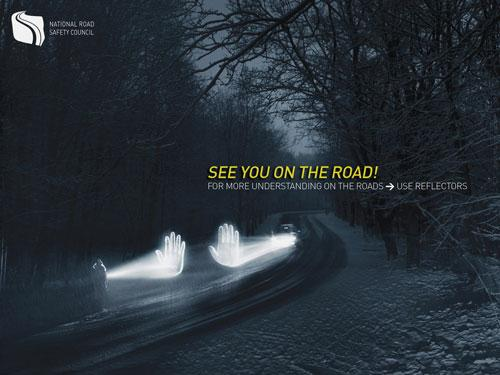 NATIONAL ROAD
SAFETY COUNCIL
SEE YOU ON THE ROAD!
FOR MORE UNDERSTANDING ON THE ROADS → USE REFLECTORS